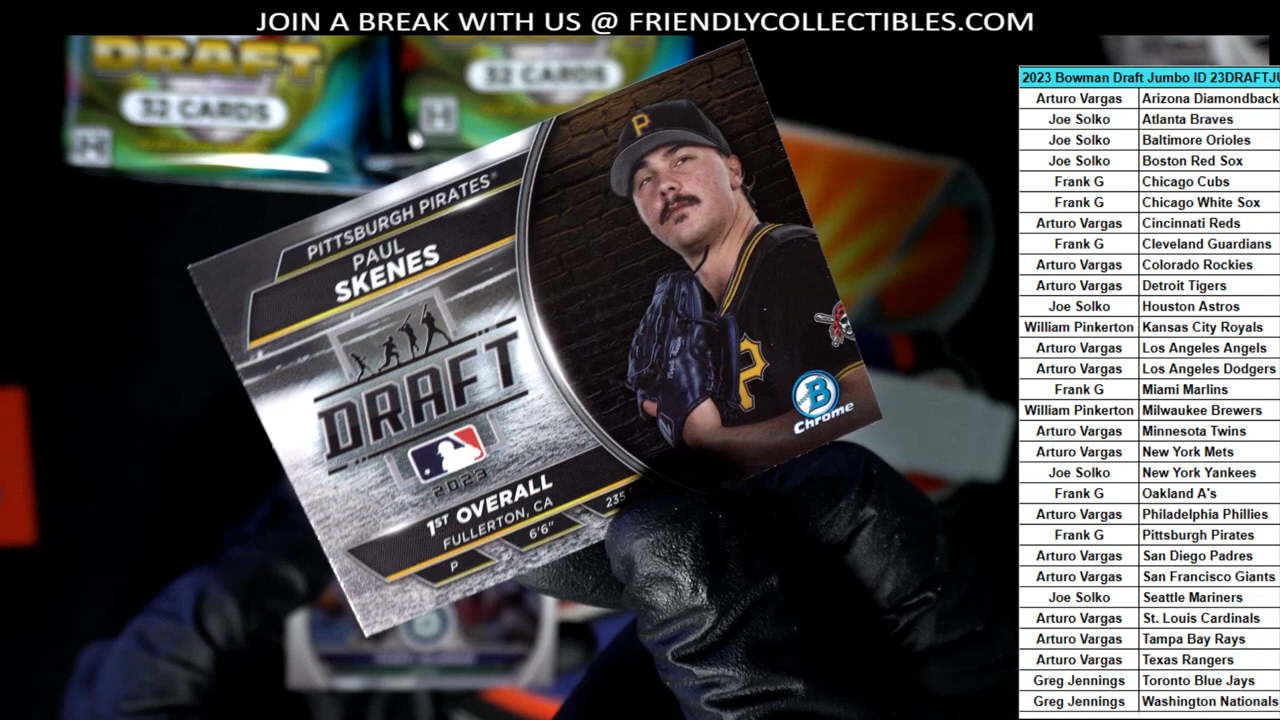 JOIN A BREAK WITH US @ FRIENDLYCOLLECTIBLES.COM
DRAFT
32 CARDS
H
32 CARDS
H
PITTSBURGH PIRATES®
PAUL
SKENES
DRAFT
2023
1ST OVERALL
FULLERTON, CA
P
6'6"
235
P
P
B
Chrome
2023 Bowman Draft Jumbo ID 23DRAFTJU
Arturo Vargas Arizona Diamondback
Joe Solko Atlanta Braves
Joe Solko Baltimore Orioles
Joe Solko Boston Red Sox
Frank G Chicago Cubs
Frank G Chicago White Sox
Arturo Vargas Cincinnati Reds
Frank G Cleveland Guardians
Arturo Vargas Colorado Rockies
Arturo Vargas Detroit Tigers
Joe Solko Houston Astros
William Pinkerton Kansas City Royals
Arturo Vargas Los Angeles Angels
Arturo Vargas Los Angeles Dodgers
Frank G Miami Marlins
William Pinkerton Milwaukee Brewers
Arturo Vargas Minnesota Twins
Arturo Vargas New York Mets
Joe Solko New York Yankees
Frank G Oakland A's
Arturo Vargas Philadelphia Phillies
Frank G Pittsburgh Pirates
Arturo Vargas San Diego Padres
Arturo Vargas San Francisco Giants
Joe Solko Seattle Mariners
Arturo Vargas St. Louis Cardinals
Arturo Vargas Tampa Bay Rays
Arturo Vargas Texas Rangers
Greg Jennings Toronto Blue Jays
Greg Jennings Washington Nationals